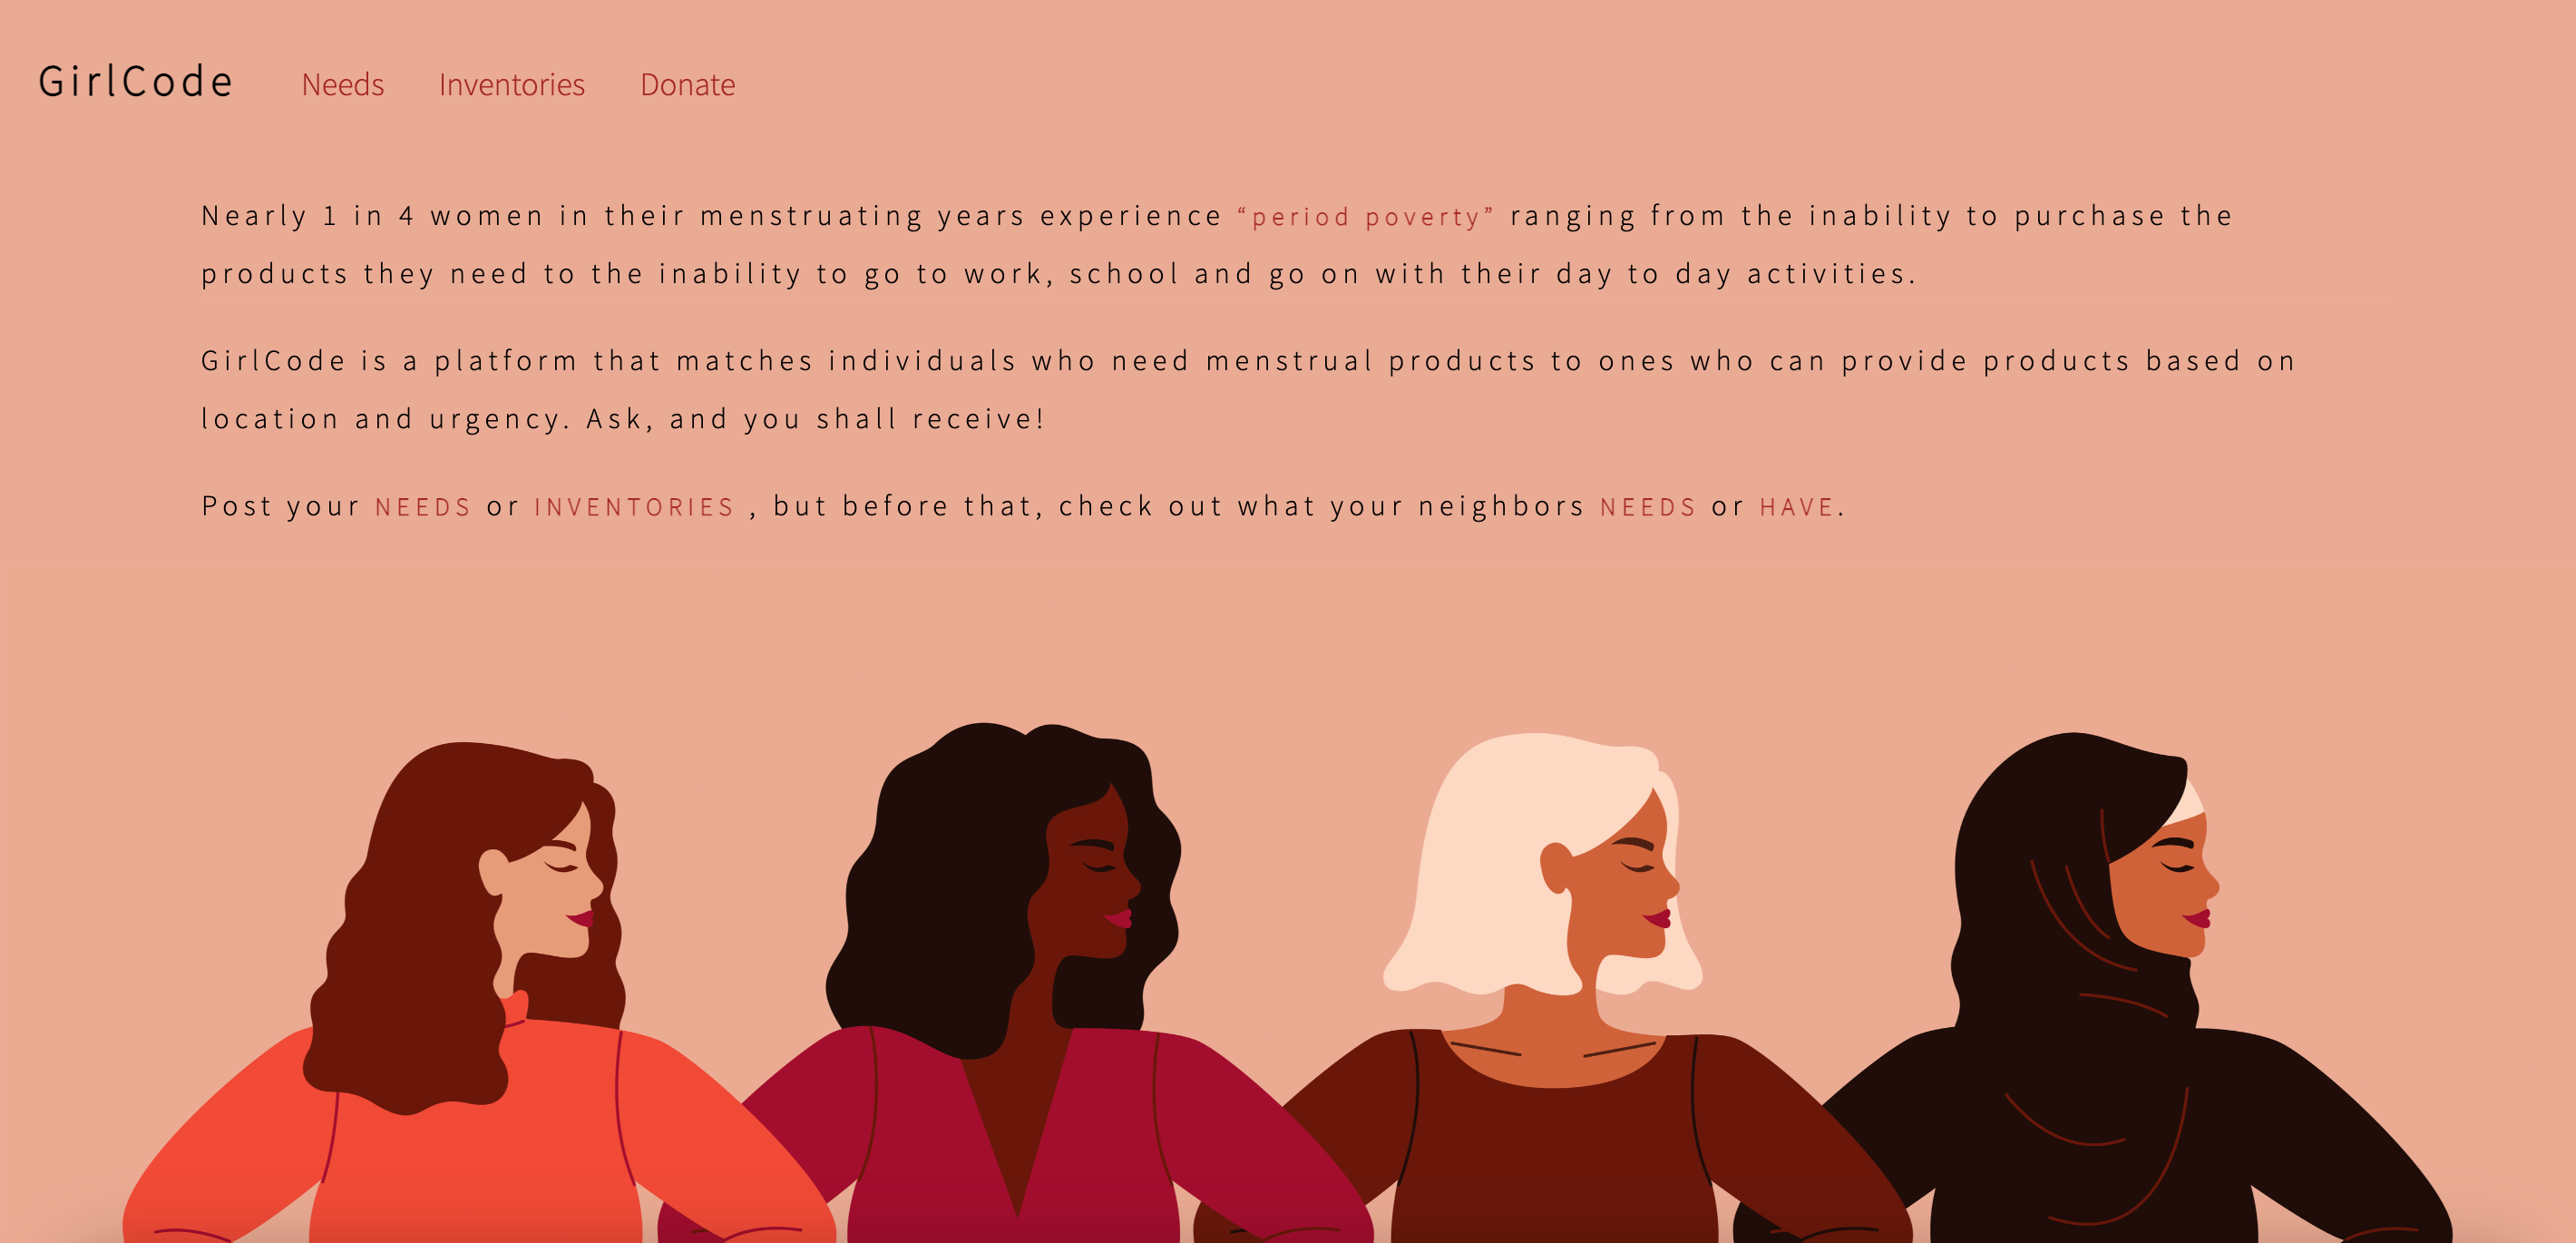 GirlCode Needs Inventories Donate
Nearly 1 in 4 women in their menstruating years experience “period poverty” ranging from the inability to purchase the
products they need to the inability to go to work, school and go on with their day to day activities.
GirlCode is a platform that matches individuals who need menstrual products to ones who can provide products based on
location and urgency. Ask, and you shall receive!
Post your NEEDS or INVENTORIES , but before that, check out what your neighbors NEEDS or HAVE.